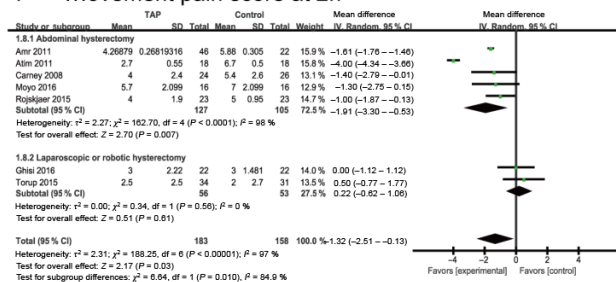 TAP Control Mean difference Mean difference
Study or subgroup Mean SD Total Mean SD Total Weight IV, Random, 95 % CI IV, Random, 95 % CI
1.8.1 Abdominal hysterectomy
Amr 2011 4.26879 0.26819316 46 5.88 0.305 22 15.9 % -1.61 (-1.76 – -1.46)
Atim 2011 2.7 0.55 18 6.7 0.5 18 15.8 % -4.00 (-4.34 – -3.66)
Carney 2008 4 2.4 24 5.4 2.6 26 13.1 % -1.40 (-2.79 – -0.01)
Moyo 2016 5.7 2.099 16 7 2.099 16 -1.30 (-2.75 – 0.15)
Rojskjaer 2015 4 1.9 23 5 0.95 23 -1.00 (-1.87 – -0.13)
Subtotal (95 % CI) 127 105 72.5 % -1.91 (-3.30 – -0.53)
Heterogeneity: τ² = 2.27; χ² = 162.70, df = 4 (P < 0.0001); I² = 98 %
Test for overall effect: Z = 2.70 (P = 0.007)
1.8.2 Laparoscopic or robotic hysterectomy
Ghisi 2016 3 2.22 22 3 1.481 22 14.0 % 0.00 (-1.12 – 1.12)
Torup 2015 2.5 2.5 34 2 2.7 31 13.5 % 0.50 (-0.77 – 1.77)
Subtotal (95 % CI) 56 53 27.5 % 0.22 (-0.62 – 1.06)
Heterogeneity: τ² = 0.00; χ² = 0.34, df = 1 (P = 0.56); I² = 0 %
Test for overall effect: Z = 0.51 (P = 0.61)
Total (95 % CI) 183 158 100.0 % -1.32 (-2.51 – -0.13)
Heterogeneity: τ² = 2.31; χ² = 188.25, df = 6 (P < 0.00001); I² = 97 %
Test for overall effect: Z = 2.17 (P = 0.03)
Test for subgroup differences: χ² = 6.64, df = 1 (P = 0.010), I² = 84.9 %
-4 -2 0 2 4
Favors [experimental] Favors [control]